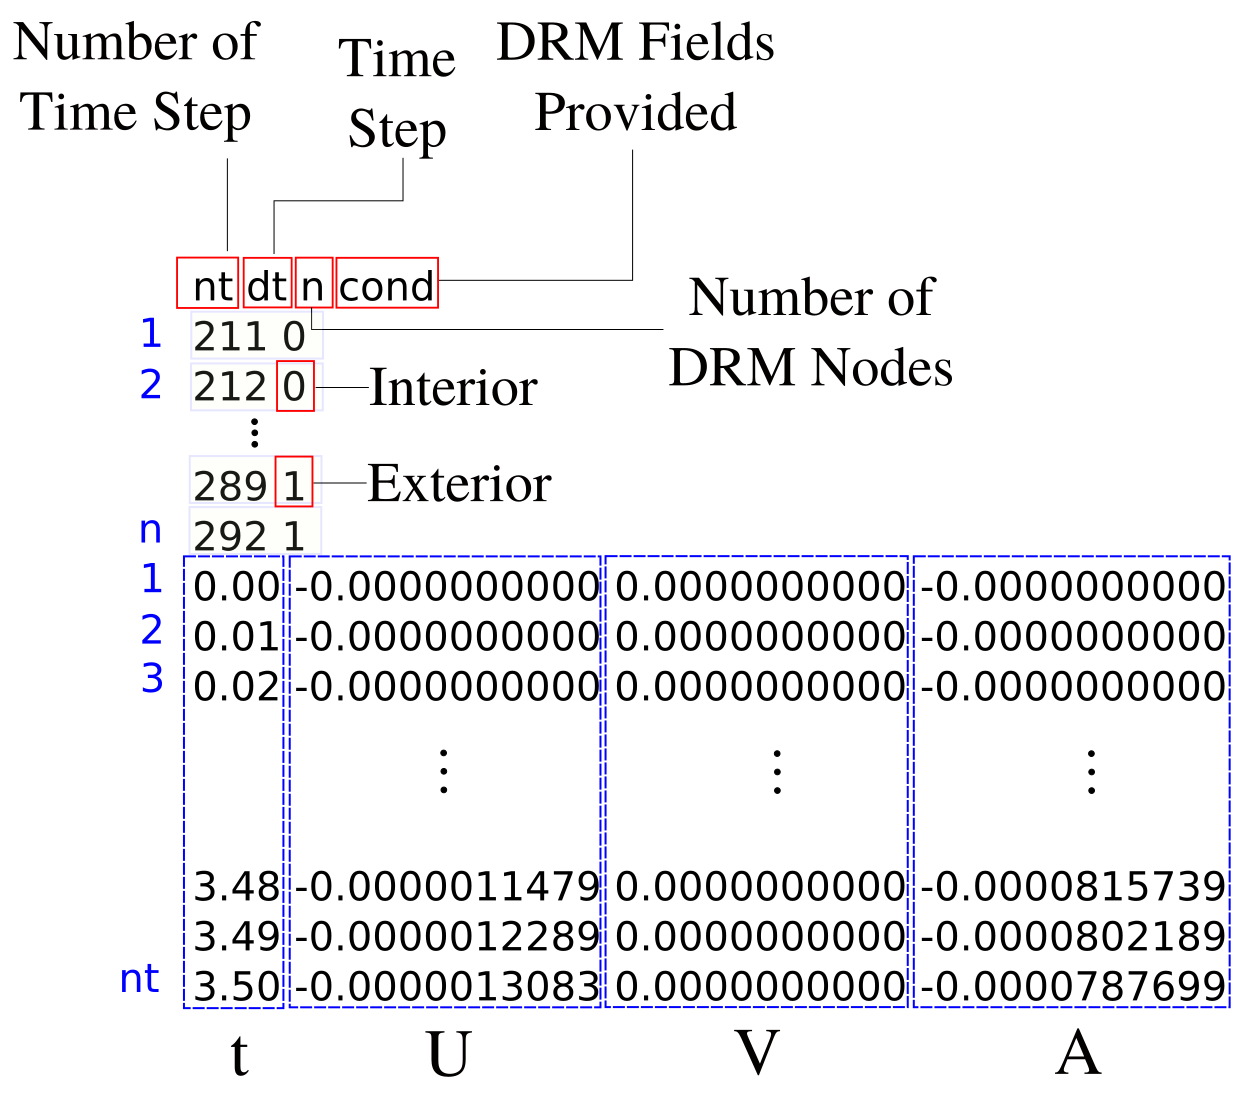 Number of
Time Step
Time
Step
DRM Fields
Provided
nt dt n cond
Number of
DRM Nodes
1 211 0
2 212 0 Interior
289 1 Exterior
n 292 1
1 0.00 -0.0000000000 0.0000000000 -0.0000000000
2 0.01 -0.0000000000 0.0000000000 -0.0000000000
3 0.02 -0.0000000000 0.0000000000 -0.0000000000
3.48 -0.0000011479 0.0000000000 -0.0000815739
3.49 -0.0000012289 0.0000000000 -0.0000802189
nt 3.50 -0.0000013083 0.0000000000 -0.0000787699
t U V A